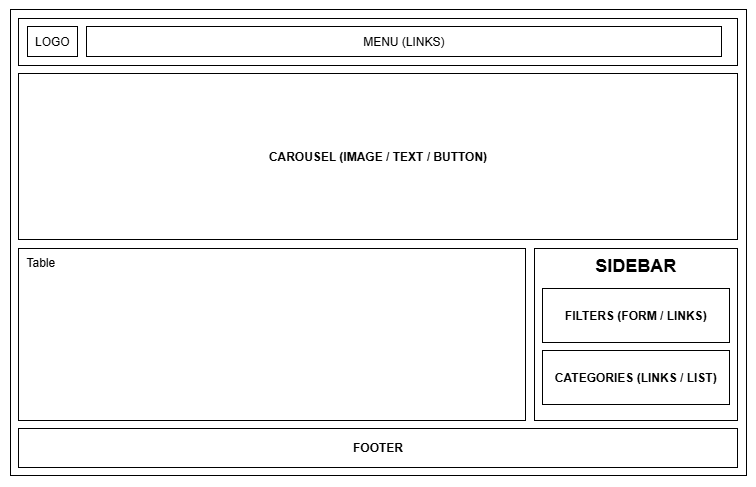 LOGO
MENU (LINKS)
CAROUSEL (IMAGE / TEXT / BUTTON)
Table
SIDEBAR
FILTERS (FORM / LINKS)
CATEGORIES (LINKS / LIST)
FOOTER